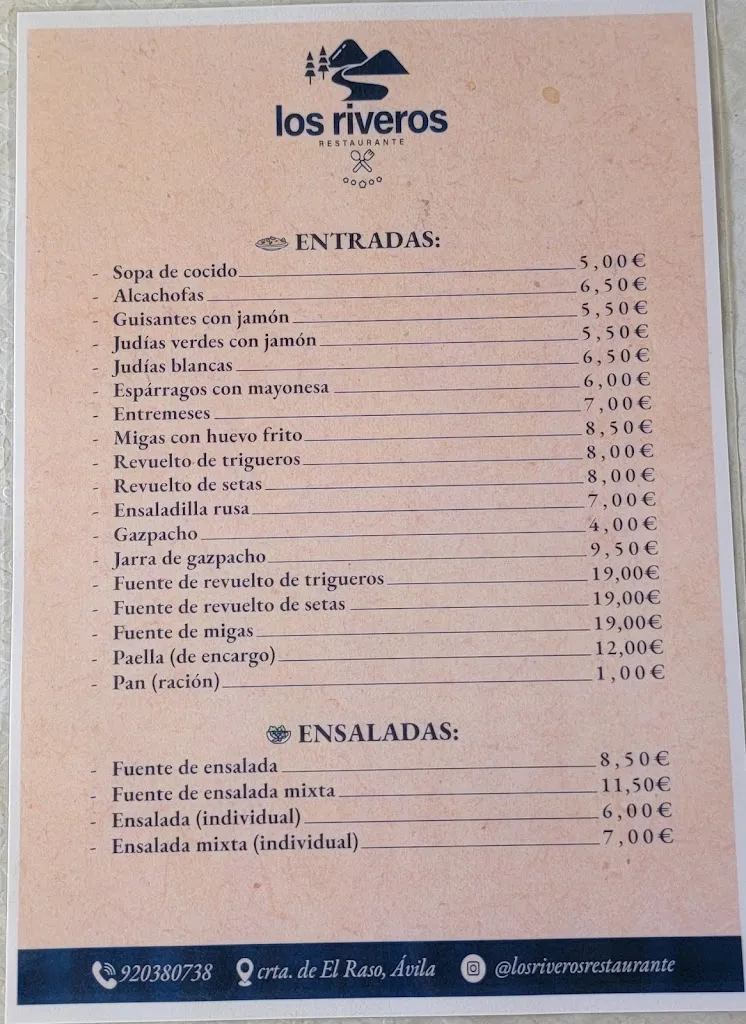 los riveros
RESTAURANTE
ENTRADAS:
- Sopa de cocido 5,00€
- Alcachofas 6,50€
- Guisantes con jamón 5,50€
- Judías verdes con jamón 5,50€
- Judías blancas 6,50€
- Espárragos con mayonesa 6,00€
- Entremeses 7,00€
- Migas con huevo frito 8,50€
- Revuelto de trigueros 8,00€
- Revuelto de setas 8,00€
- Ensaladilla rusa 7,00€
- Gazpacho 4,00€
- Jarra de gazpacho 9,50€
- Fuente de revuelto de trigueros 19,00€
- Fuente de revuelto de setas 19,00€
- Fuente de migas 19,00€
- Paella (de encargo) 12,00€
- Pan (ración) 1,00€
ENSALADAS:
- Fuente de ensalada 8,50€
- Fuente de ensalada mixta 11,50€
- Ensalada (individual) 6,00€
- Ensalada mixta (individual) 7,00€
920380738 crta. de El Raso, Ávila @losriverosrestaurante